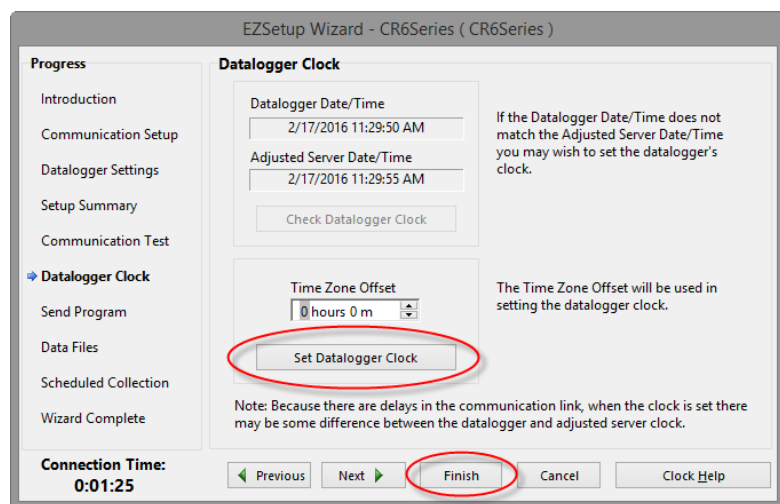 EZSetup Wizard - CR6Series ( CR6Series )
Progress
Introduction
Communication Setup
Datalogger Settings
Setup Summary
Communication Test
Datalogger Clock
Send Program
Data Files
Scheduled Collection
Wizard Complete
Connection Time:
0:01:25
Datalogger Clock
Datalogger Date/Time
2/17/2016 11:29:50 AM
Adjusted Server Date/Time
2/17/2016 11:29:55 AM
Check Datalogger Clock
If the Datalogger Date/Time does not
match the Adjusted Server Date/Time
you may wish to set the datalogger's
clock.
Time Zone Offset
0 hours 0 m
Set Datalogger Clock
The Time Zone Offset will be used in
setting the datalogger clock.
Note: Because there are delays in the communication link, when the clock is set there
may be some difference between the datalogger and adjusted server clock.
Previous
Next
Finish
Cancel
Clock Help